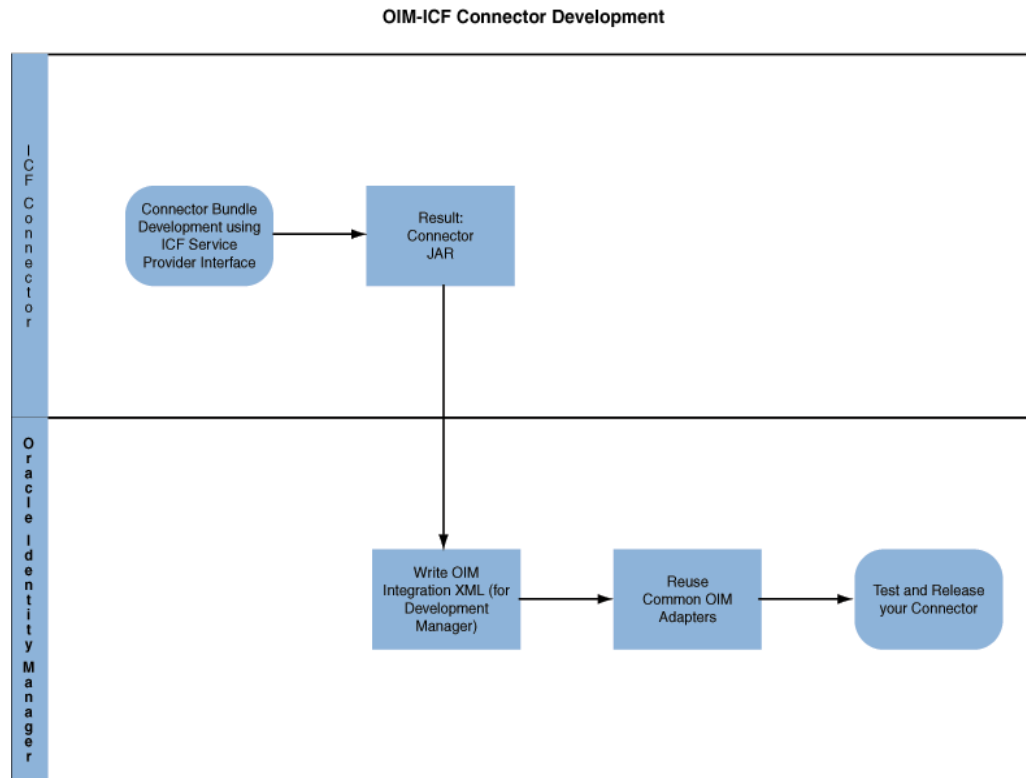 OIM-ICF Connector Development
ICF Connector
Connector Bundle
Development using
ICF Service
Provider Interface
Result:
Connector
JAR
Oracle Identity Manager
Write OIM
Integration XML (for
Development
Manager)
Reuse
Common OIM
Adapters
Test and Release
your Connector